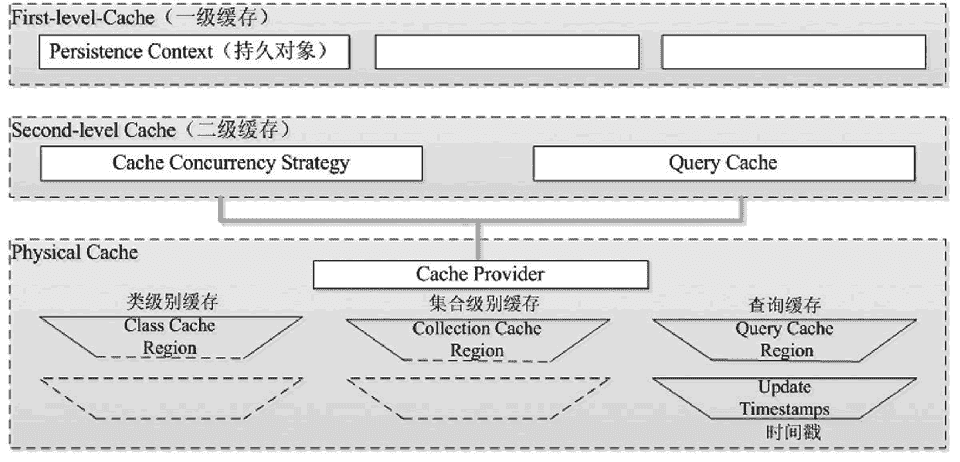 First-level-Cache（一级缓存）
Persistence Context（持久对象）
Second-level Cache（二级缓存）
Cache Concurrency Strategy
Query Cache
Physical Cache
Cache Provider
类级别缓存
Class Cache
Region
集合级别缓存
Collection Cache
Region
查询缓存
Query Cache
Region
Update
Timestamps
时间戳